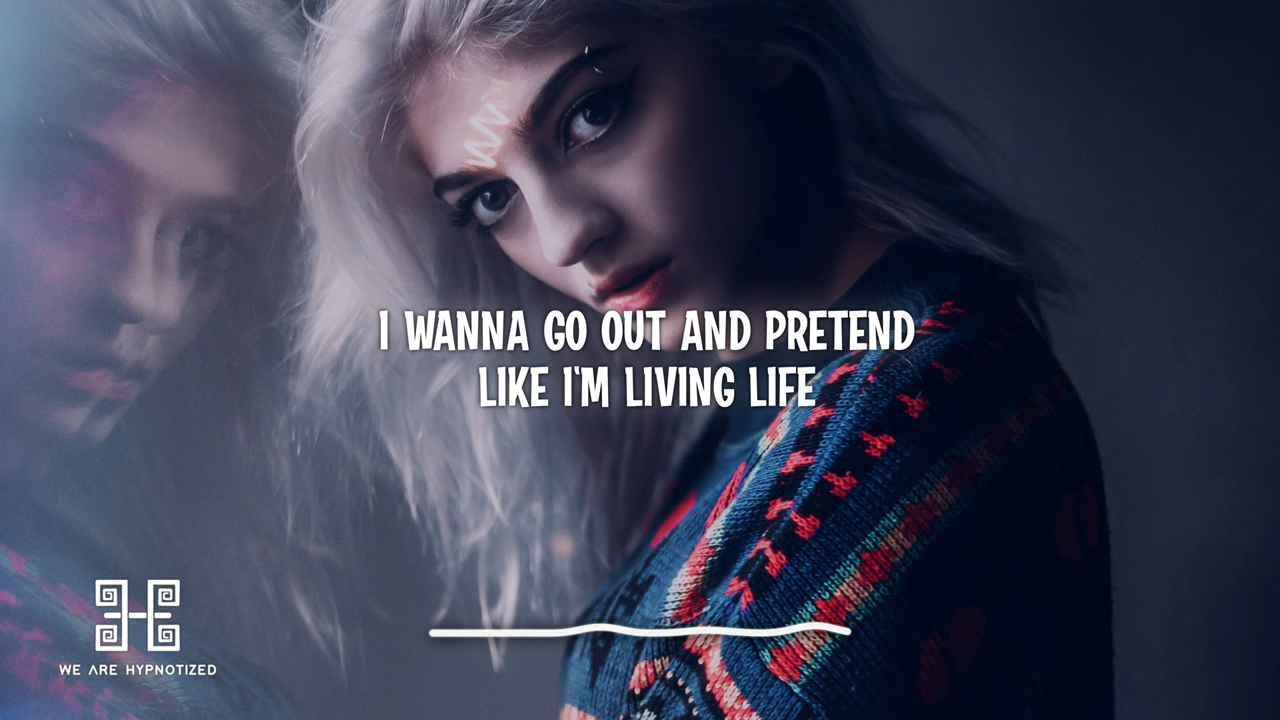 I WANNA GO OUT AND PRETEND
LIKE I'M LIVING LIFE
WE ARE HYPNOTIZED